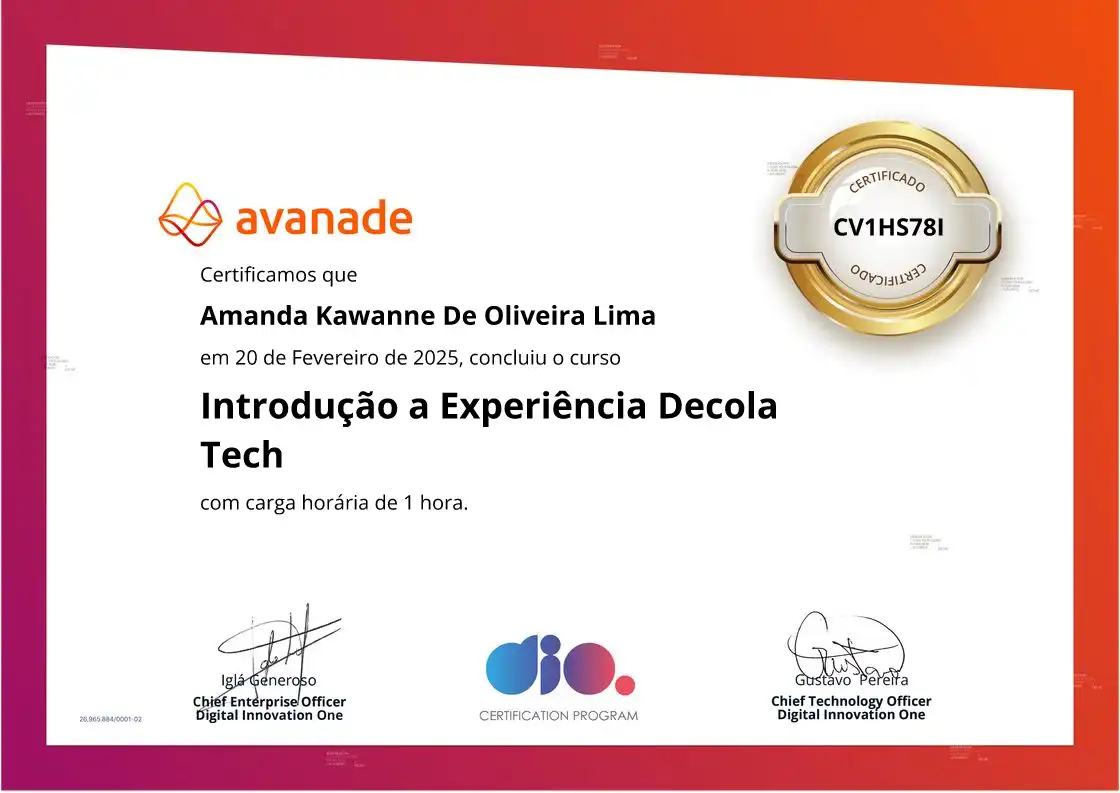 avanade
CERTIFICADO
CV1HS78I
CERTIFICADO
Certificamos que
Amanda Kawanne De Oliveira Lima
em 20 de Fevereiro de 2025, concluiu o curso
Introdução a Experiência Decola
Tech
com carga horária de 1 hora.
Iglá Generoso
Chief Enterprise Officer
Digital Innovation One
26.965.884/0001-02
dio.
CERTIFICATION PROGRAM
Gustavo
Gustavo Pereira
Chief Technology Officer
Digital Innovation One